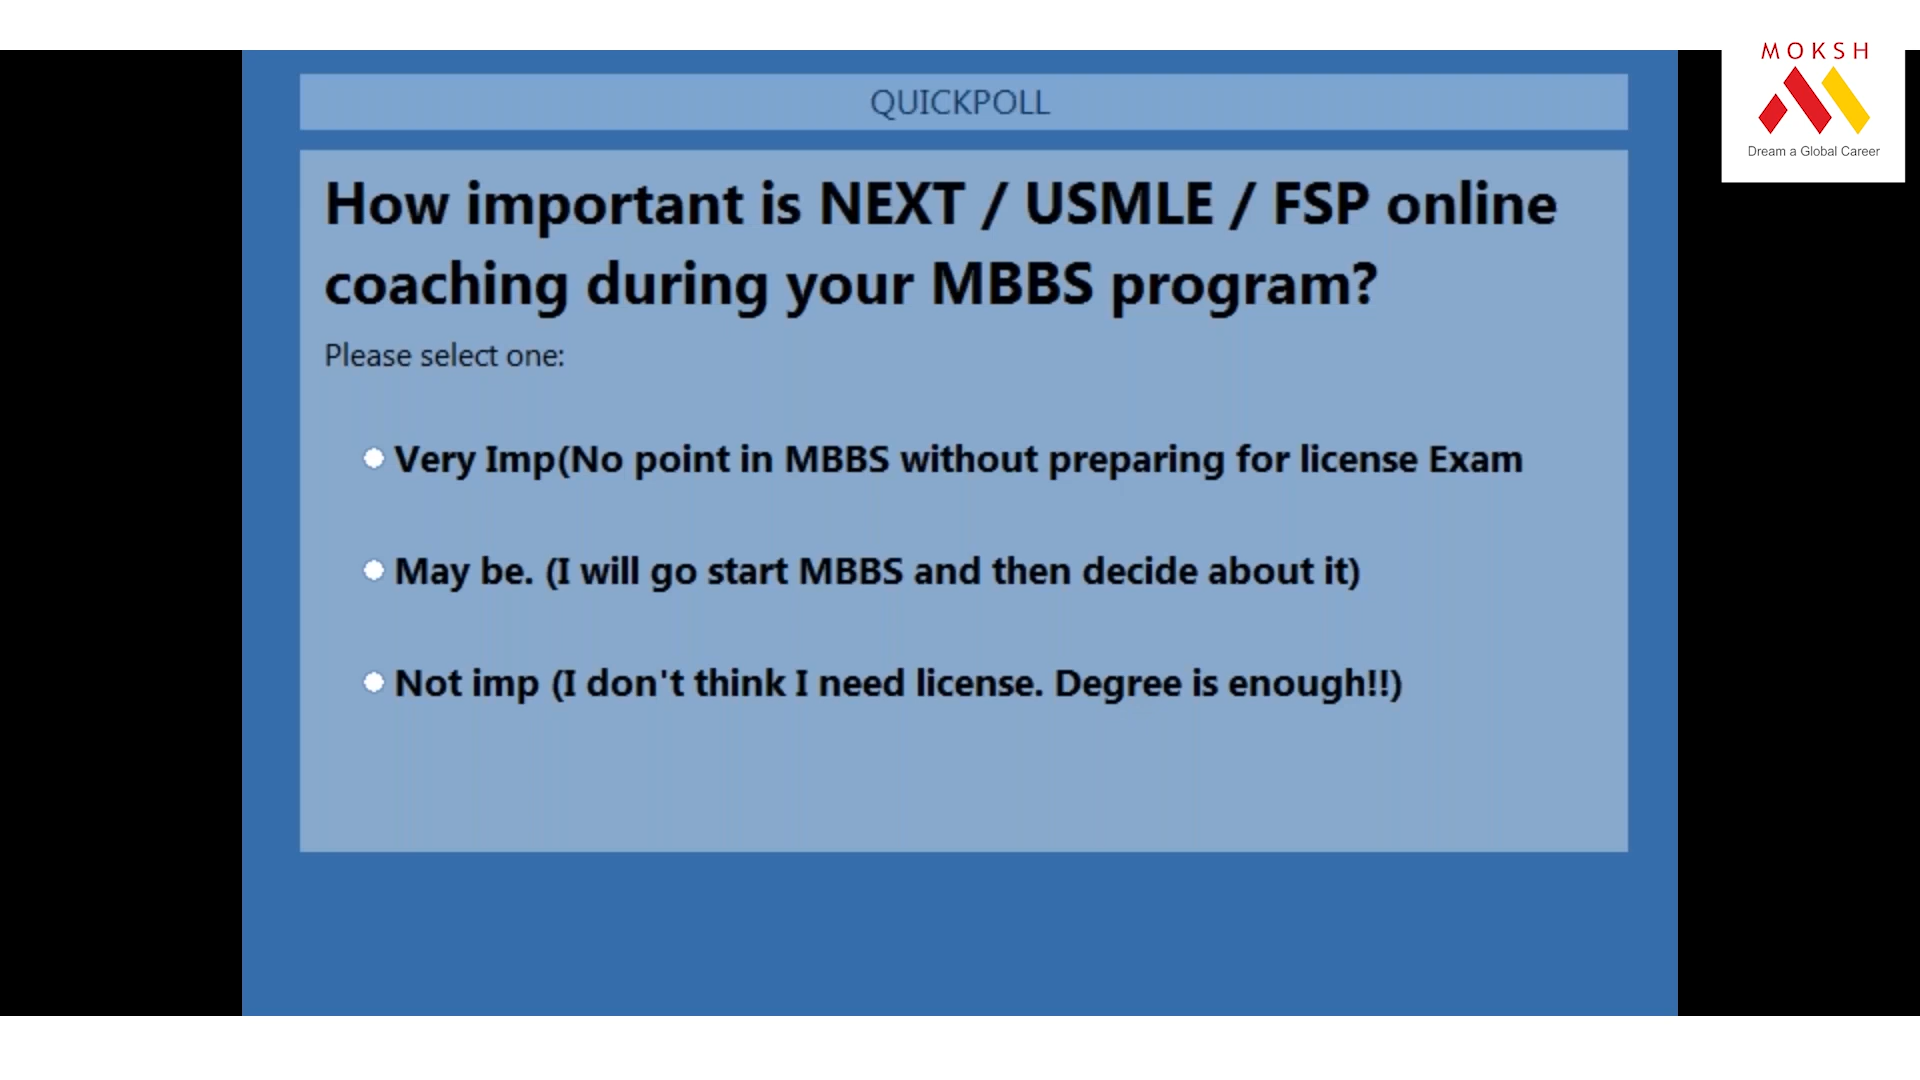 MOKSH
Dream a Global Career
QUICKPOLL
How important is NEXT / USMLE / FSP online
coaching during your MBBS program?
Please select one:
Very Imp(No point in MBBS without preparing for license Exam
May be. (I will go start MBBS and then decide about it)
Not imp (I don't think I need license. Degree is enough!!)